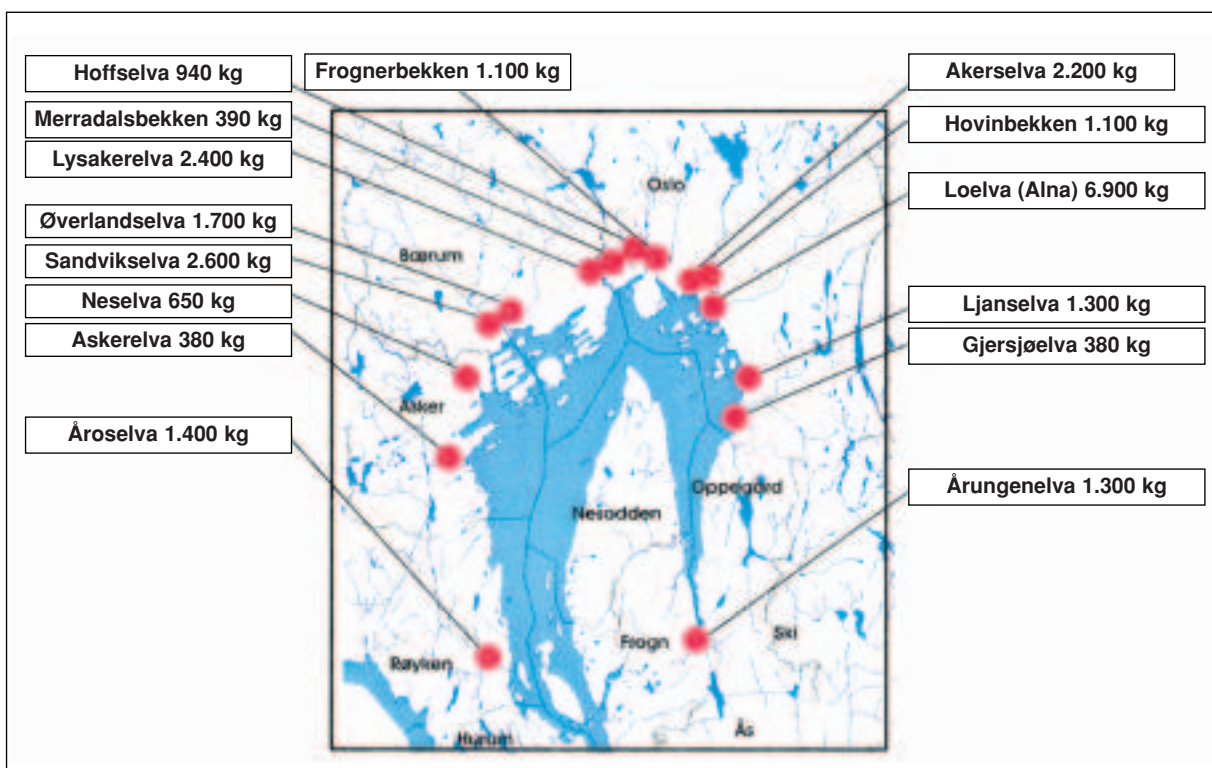 Hoffselva 940 kg
Frognerbekken 1.100 kg
Akerselva 2.200 kg
Merradalsbekken 390 kg
Hovinbekken 1.100 kg
Lysakerelva 2.400 kg
Loelva (Alna) 6.900 kg
Oslo
Øverlandselva 1.700 kg
Bærum
Sandvikselva 2.600 kg
Neselva 650 kg
Ljanselva 1.300 kg
Askerelva 380 kg
Gjersjøelva 380 kg
Asker
Åroselva 1.400 kg
Oppegård
Årungenelva 1.300 kg
Nesodden
Frogn
Ski
Røyken
Ås
Hurum